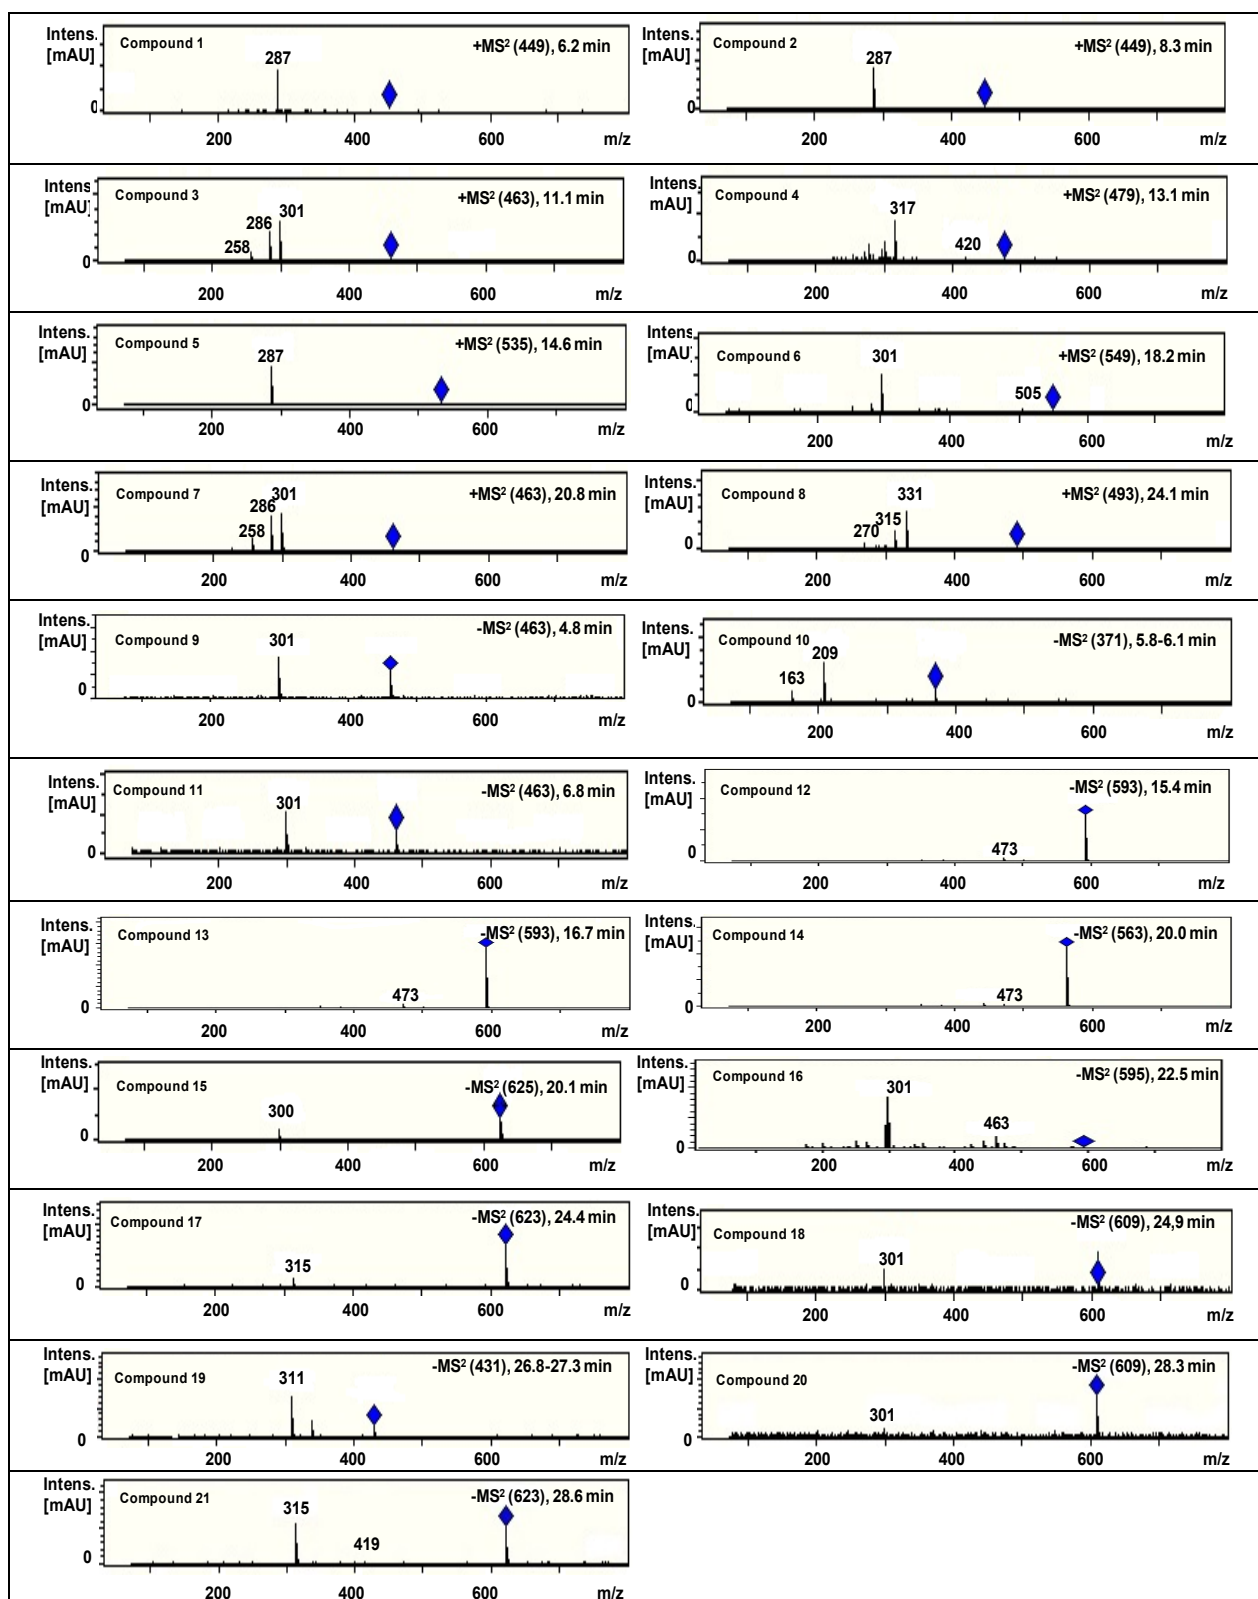 Intens.
[mAU]
Compound 1
+MS² (449), 6.2 min
287
0
200 400 600 m/z
Intens.
[mAU]
Compound 2
+MS² (449), 8.3 min
287
0
200 400 600 m/z
Intens
[mAU]
Compound 3
+MS² (463), 11.1 min
301
286
258
0
200 400 600 m/z
Intens.
mAU]
Compound 4
+MS² (479), 13.1 min
317
420
0
200 400 600 m/z
Intens.
[mAU]
Compound 5
+MS² (535), 14.6 min
287
0
200 400 600 m/z
Intens
[mAU]
Compound 6
+MS² (549), 18.2 min
301
505
0
200 400 600 m/z
Intens.
[mAU]
Compound 7
+MS² (463), 20.8 min
301
286
258
0
200 400 600 m/z
Intens.
[mAU]
Compound 8
+MS² (493), 24.1 min
331
315
270
0
200 400 600 m/z
Intens.
[mAU]
Compound 9
-MS² (463), 4.8 min
301
0
200 400 600 m/z
Intens.
[mAU]
Compound 10
-MS² (371), 5.8-6.1 min
209
163
0
200 400 600 m/z
Intens.
[mAU]
Compound 11
-MS² (463), 6.8 min
301
0
200 400 600 m/z
Intens.
[mAU]
Compound 12
-MS² (593), 15.4 min
473
0
200 400 600 m/z
Intens.
[mAU]
Compound 13
-MS² (593), 16.7 min
473
0
200 400 600 m/z
Intens.
[mAU]
Compound 14
-MS² (563), 20.0 min
473
0
200 400 600 m/z
Intens.
[mAU]
Compound 15
-MS² (625), 20.1 min
300
0
200 400 600 m/z
Intens.
[mAU]
Compound 16
-MS² (595), 22.5 min
301
463
0
200 400 600 m/z
Intens.
[mAU]
Compound 17
-MS² (623), 24.4 min
315
0
200 400 600 m/z
Intens.
[mAU]
Compound 18
-MS² (609), 24,9 min
301
0
200 400 600 m/z
Intens.
[mAU]
Compound 19
-MS² (431), 26.8-27.3 min
311
0
200 400 600 m/z
Intens.
[mAU]
Compound 20
-MS² (609), 28.3 min
301
0
200 400 600 m/z
Intens.
[mAU]
Compound 21
-MS² (623), 28.6 min
315
419
0
200 400 600 m/z